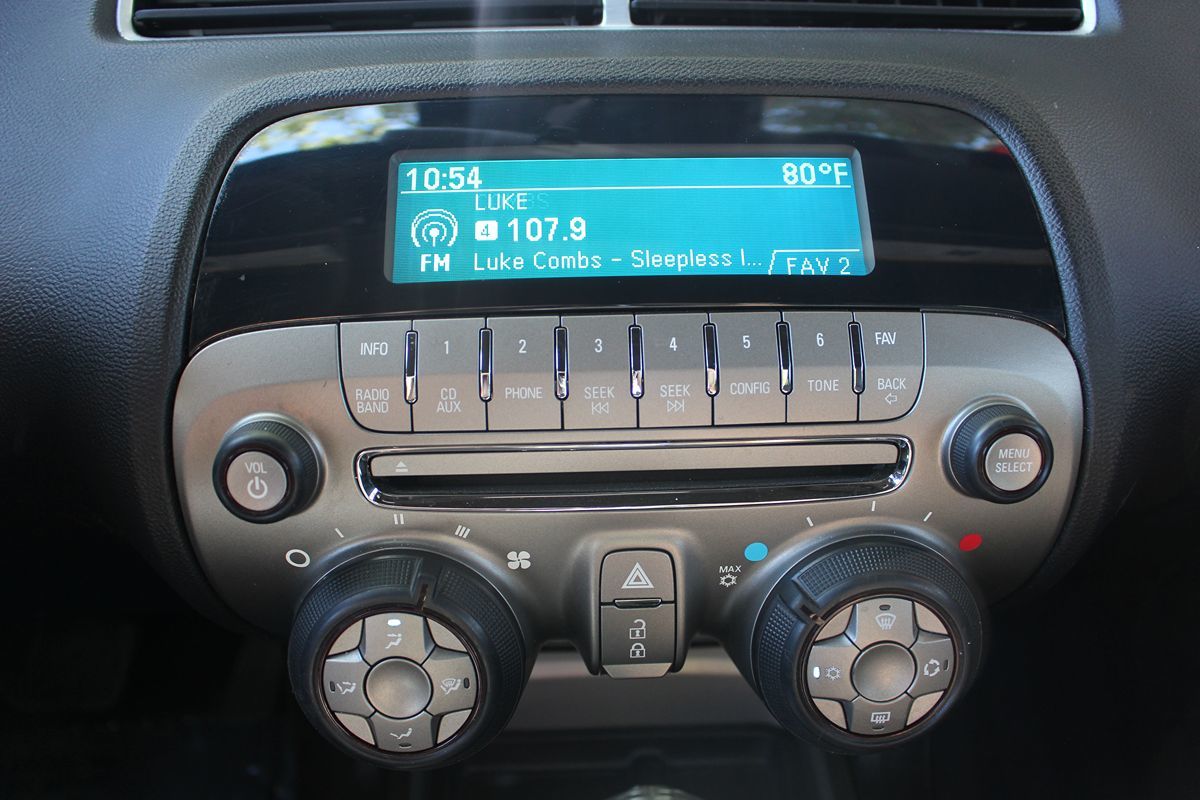 10:54 80°F
LUKE
4 107.9
FM Luke Combs - Sleepless I... FAV 2
INFO 1 2 3 4 5 6 FAV
RADIO BAND CD AUX PHONE SEEK SEEK CONFIG TONE BACK
VOL
MENU SELECT
MAX